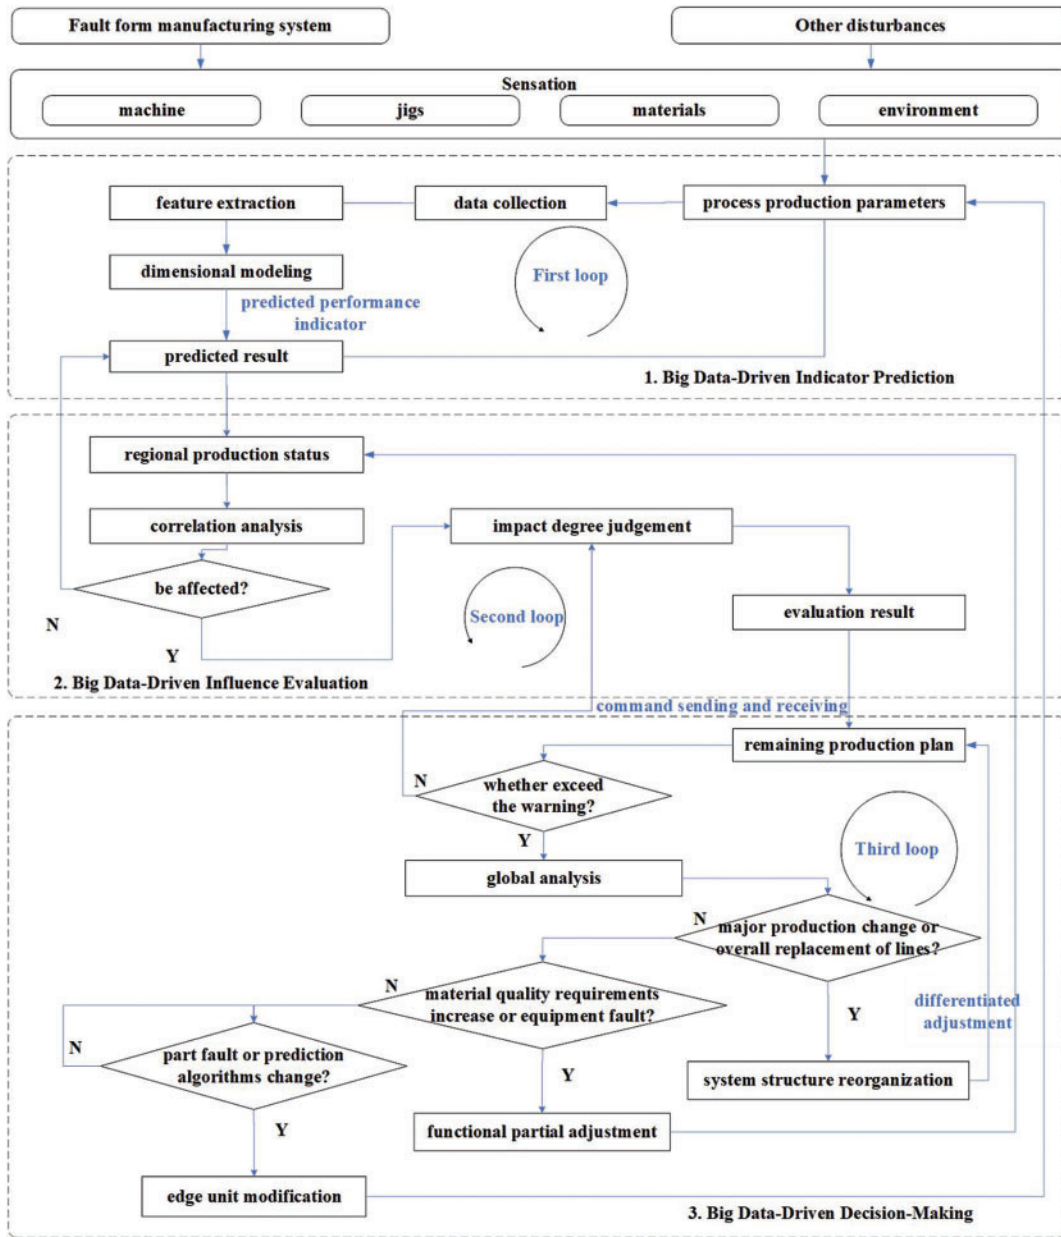 Fault form manufacturing system
Other disturbances
Sensation
machine
jigs
materials
environment
feature extraction
data collection
process production parameters
dimensional modeling
First loop
predicted performance
indicator
predicted result
1. Big Data-Driven Indicator Prediction
regional production status
correlation analysis
impact degree judgement
be affected?
N
Y
Second loop
evaluation result
2. Big Data-Driven Influence Evaluation
command sending and receiving
remaining production plan
N
whether exceed
the warning?
Y
Third loop
global analysis
N
major production change or
overall replacement of lines?
N
material quality requirements
increase or equipment fault?
Y
differentiated
adjustment
N
part fault or prediction
algorithms change?
Y
system structure reorganization
Y
functional partial adjustment
edge unit modification
3. Big Data-Driven Decision-Making